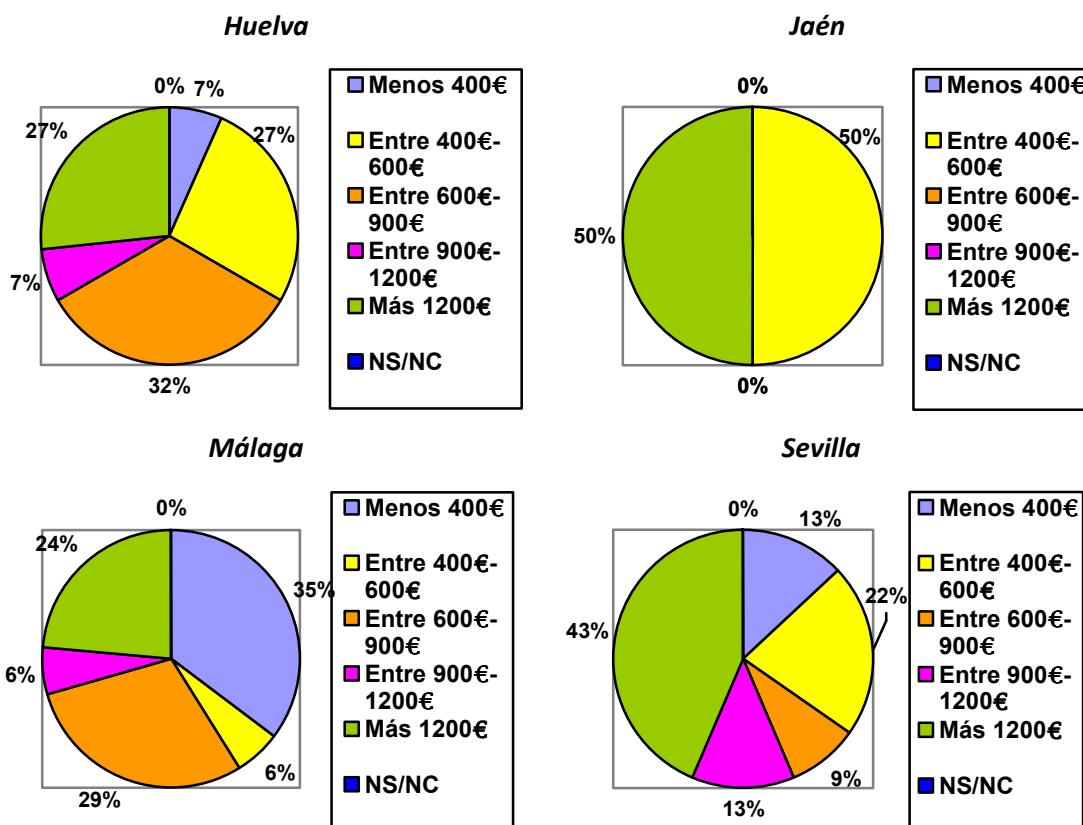 Huelva
0%
7%
27%
27%
7%
32%
Menos 400€
Entre 400€-
600€
Entre 600€-
900€
Entre 900€-
1200€
Más 1200€
NS/NC
Jaén
0%
50%
50%
0%
Menos 400€
Entre 400€-
600€
Entre 600€-
900€
Entre 900€-
1200€
Más 1200€
NS/NC
Málaga
0%
24%
35%
6%
6%
29%
Menos 400€
Entre 400€-
600€
Entre 600€-
900€
Entre 900€-
1200€
Más 1200€
NS/NC
Sevilla
0%
13%
22%
43%
9%
13%
Menos 400€
Entre 400€-
600€
Entre 600€-
900€
Entre 900€-
1200€
Más 1200€
NS/NC